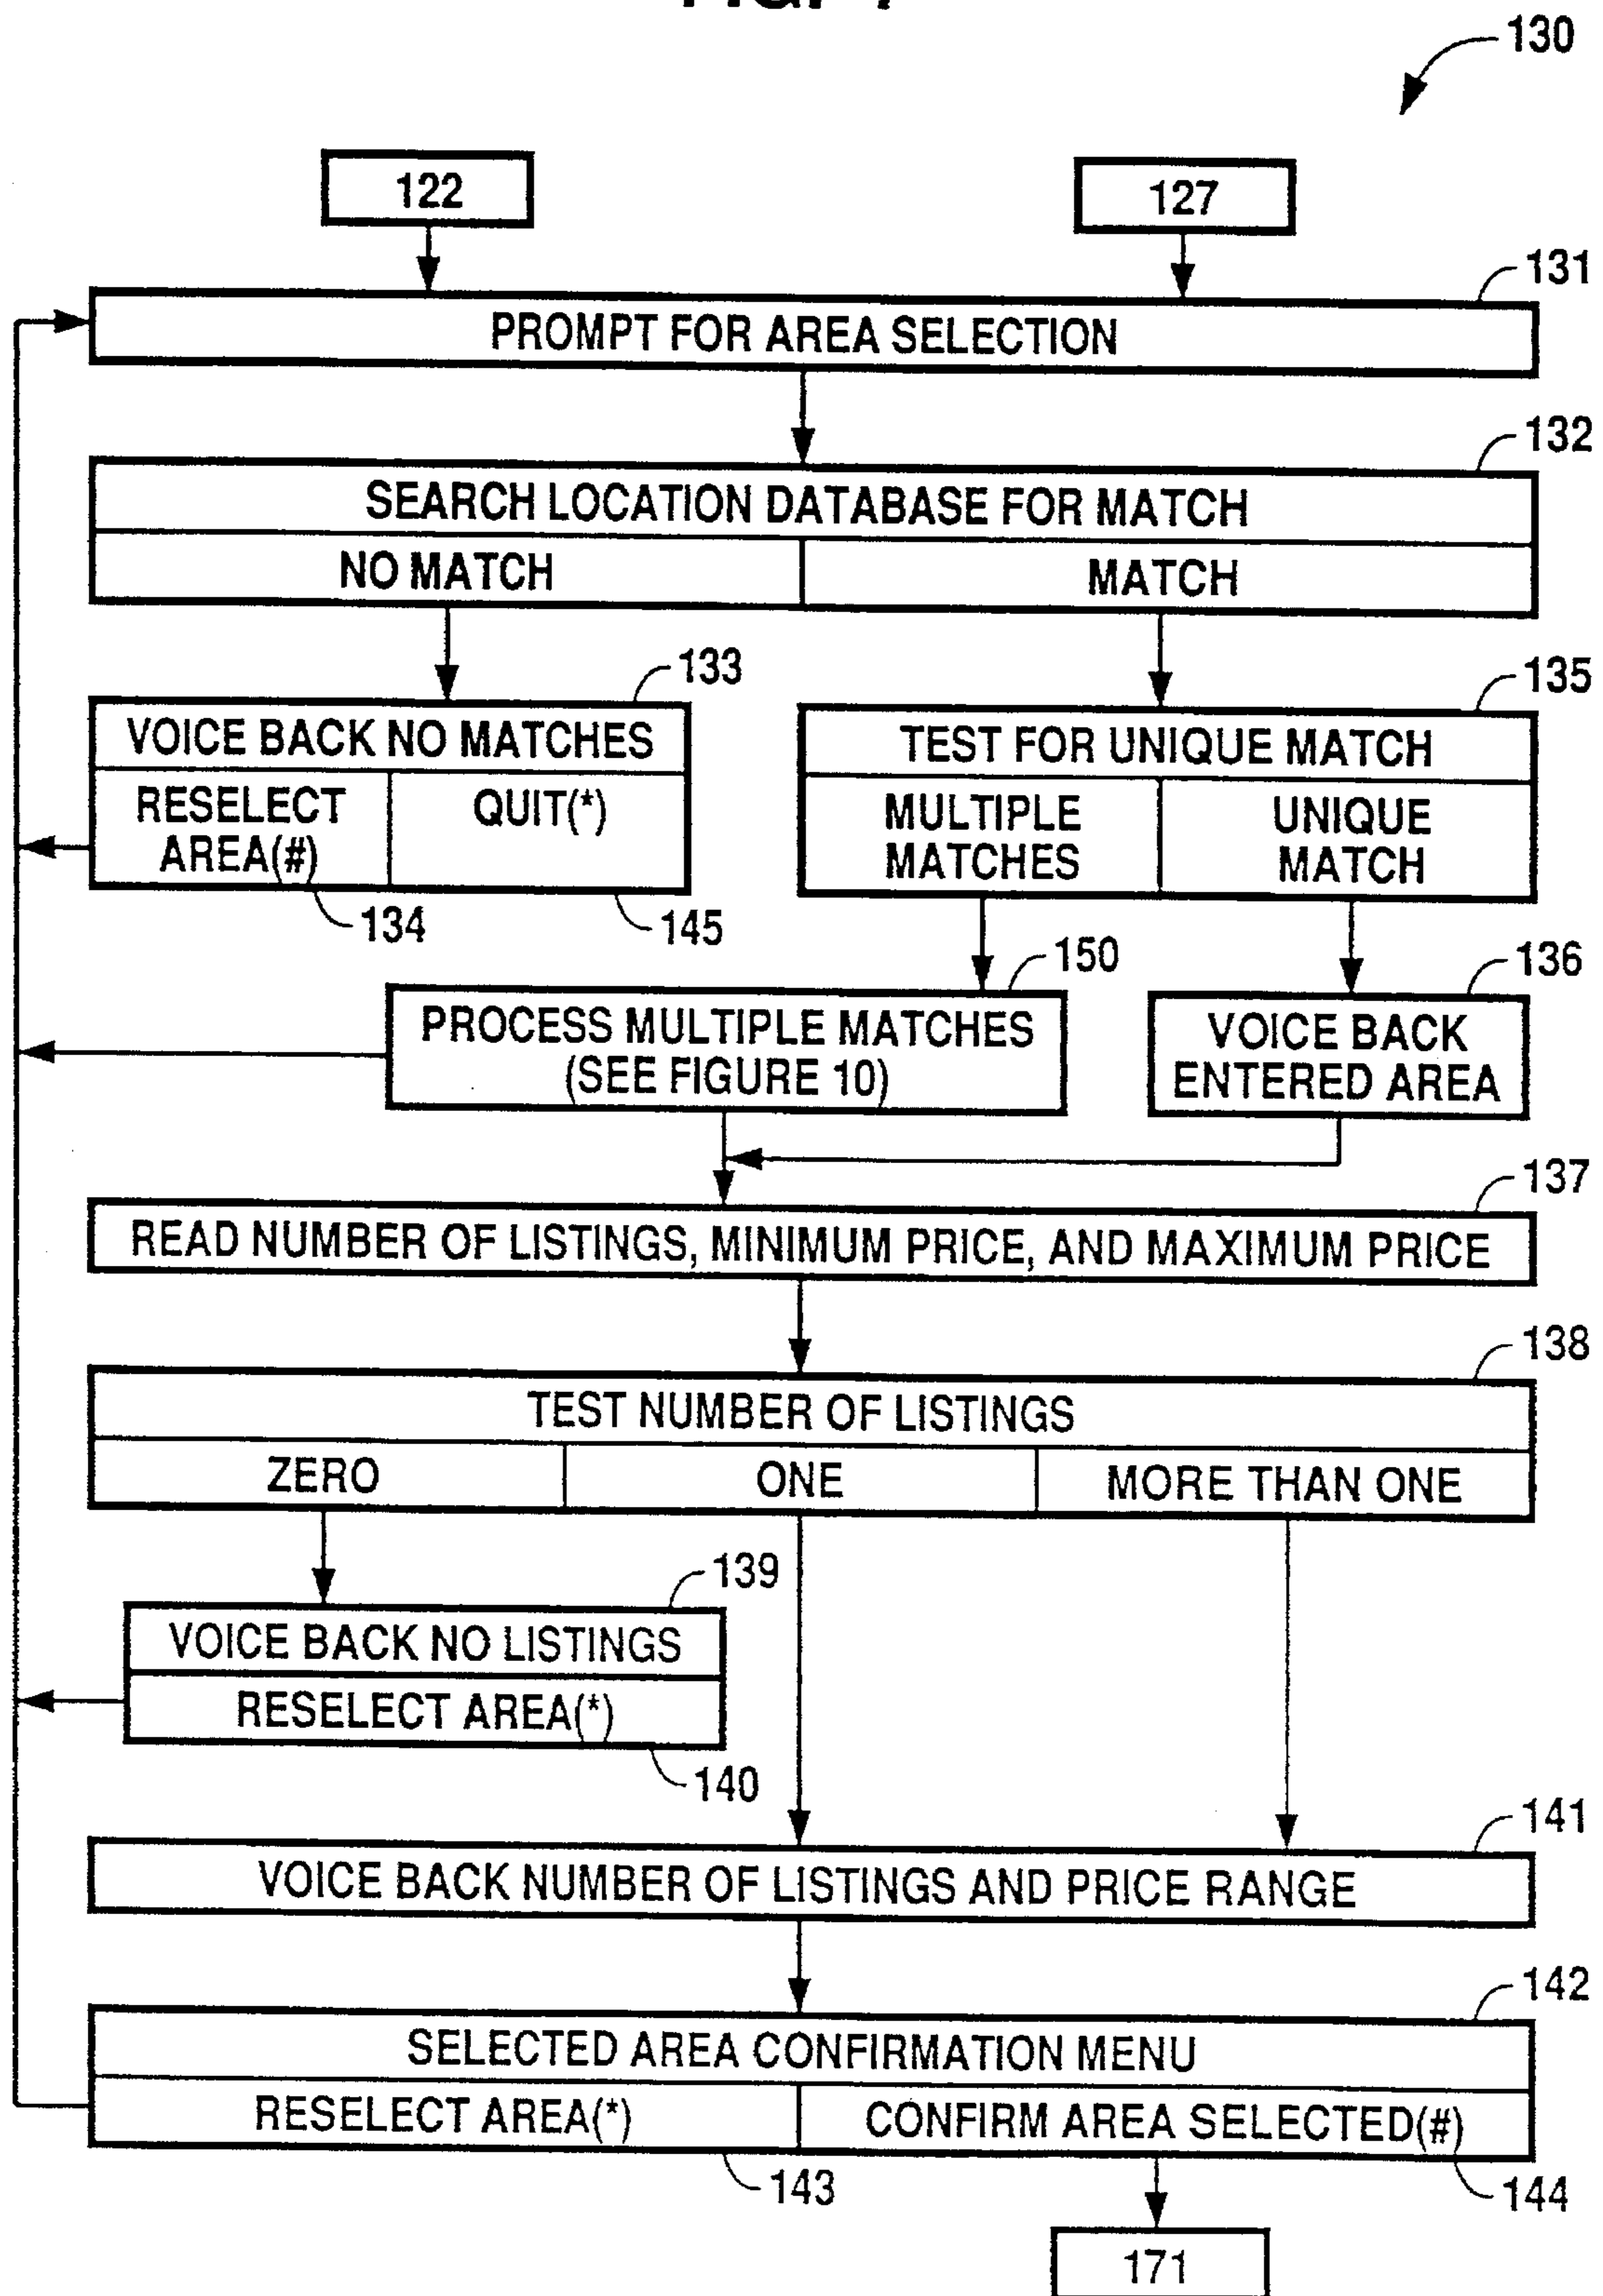 130
122
127
131
PROMPT FOR AREA SELECTION
132
SEARCH LOCATION DATABASE FOR MATCH
NO MATCH
MATCH
133
135
VOICE BACK NO MATCHES
TEST FOR UNIQUE MATCH
RESELECT
AREA(#)
QUIT(*)
MULTIPLE
MATCHES
UNIQUE
MATCH
134
145
150
136
PROCESS MULTIPLE MATCHES
(SEE FIGURE 10)
VOICE BACK
ENTERED AREA
137
READ NUMBER OF LISTINGS, MINIMUM PRICE, AND MAXIMUM PRICE
138
TEST NUMBER OF LISTINGS
ZERO
ONE
MORE THAN ONE
139
VOICE BACK NO LISTINGS
RESELECT AREA(*)
140
141
VOICE BACK NUMBER OF LISTINGS AND PRICE RANGE
142
SELECTED AREA CONFIRMATION MENU
RESELECT AREA(*)
CONFIRM AREA SELECTED(#)
143
144
171